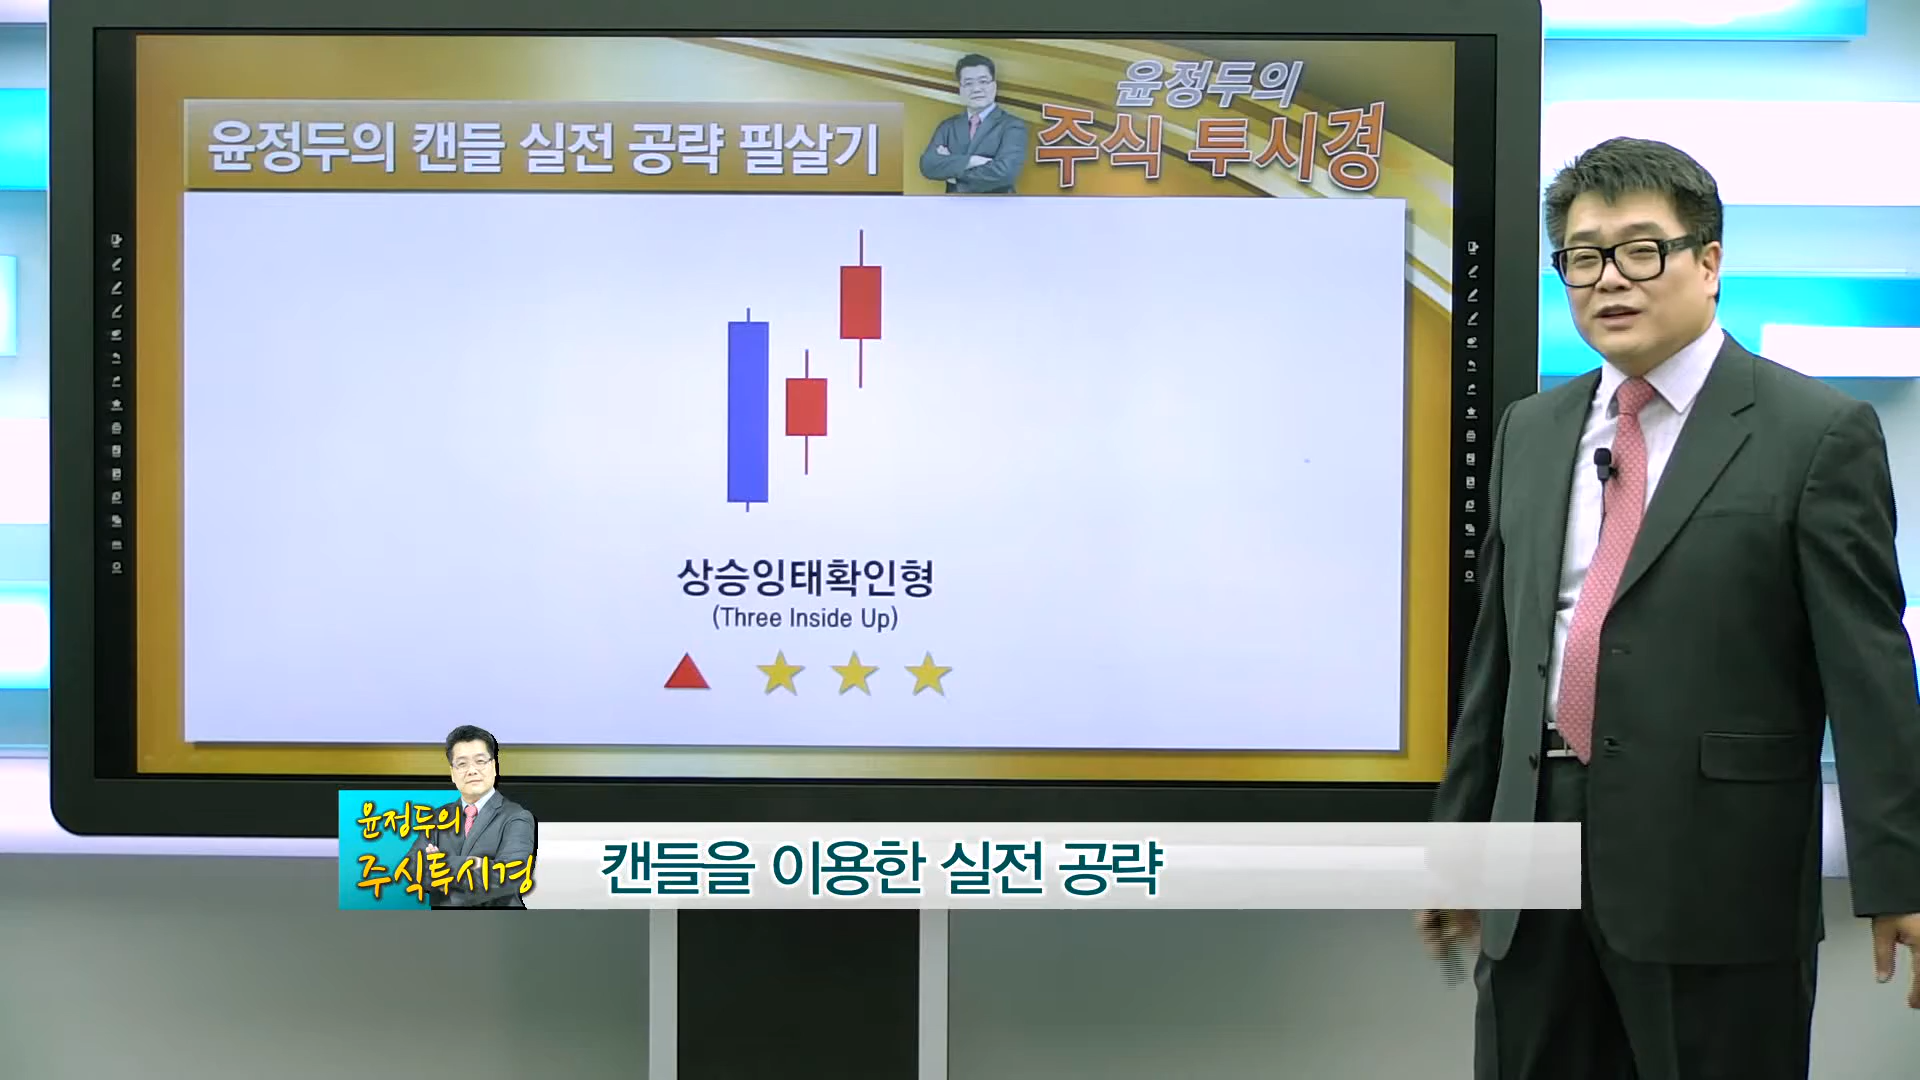 윤정두의 캔들 실전 공략 필살기
윤정두의
주식 투시경
상승잉태확인형
(Three Inside Up)
윤정두의
주식투시경
캔들을 이용한 실전 공략